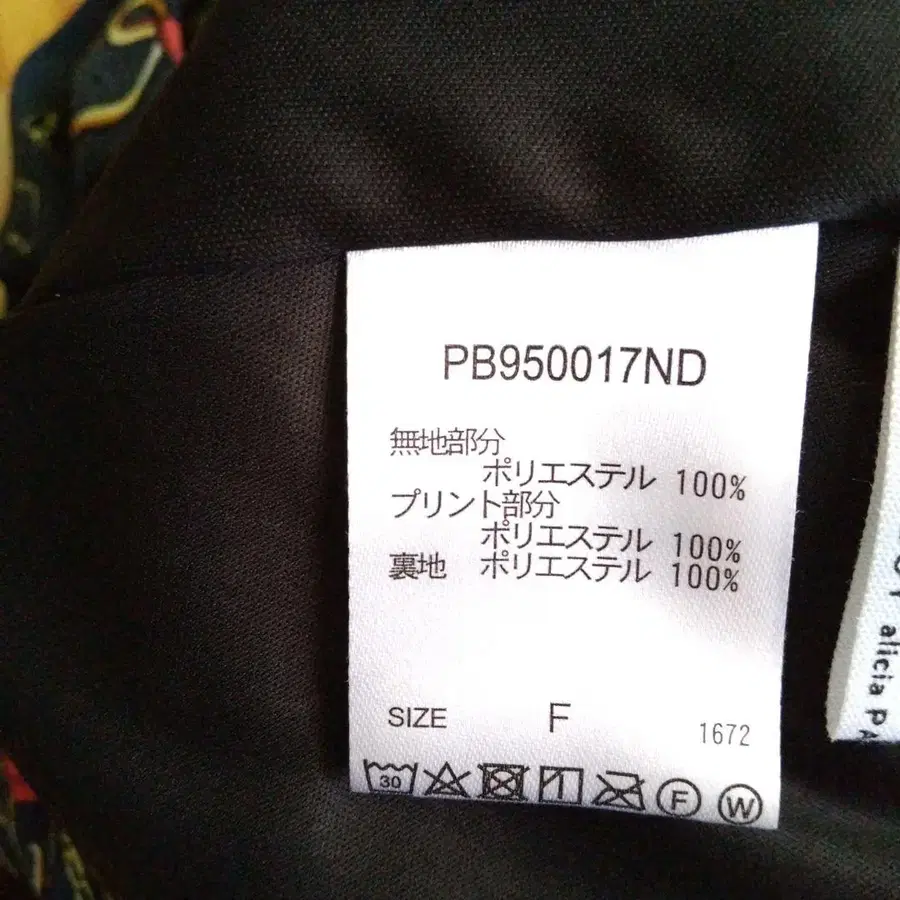 PB950017ND
無地部分
ポリエステル 100%
プリント部分
ポリエステル 100%
裏地 ポリエステル 100%
SIZE F 1672
30
F W
alicia